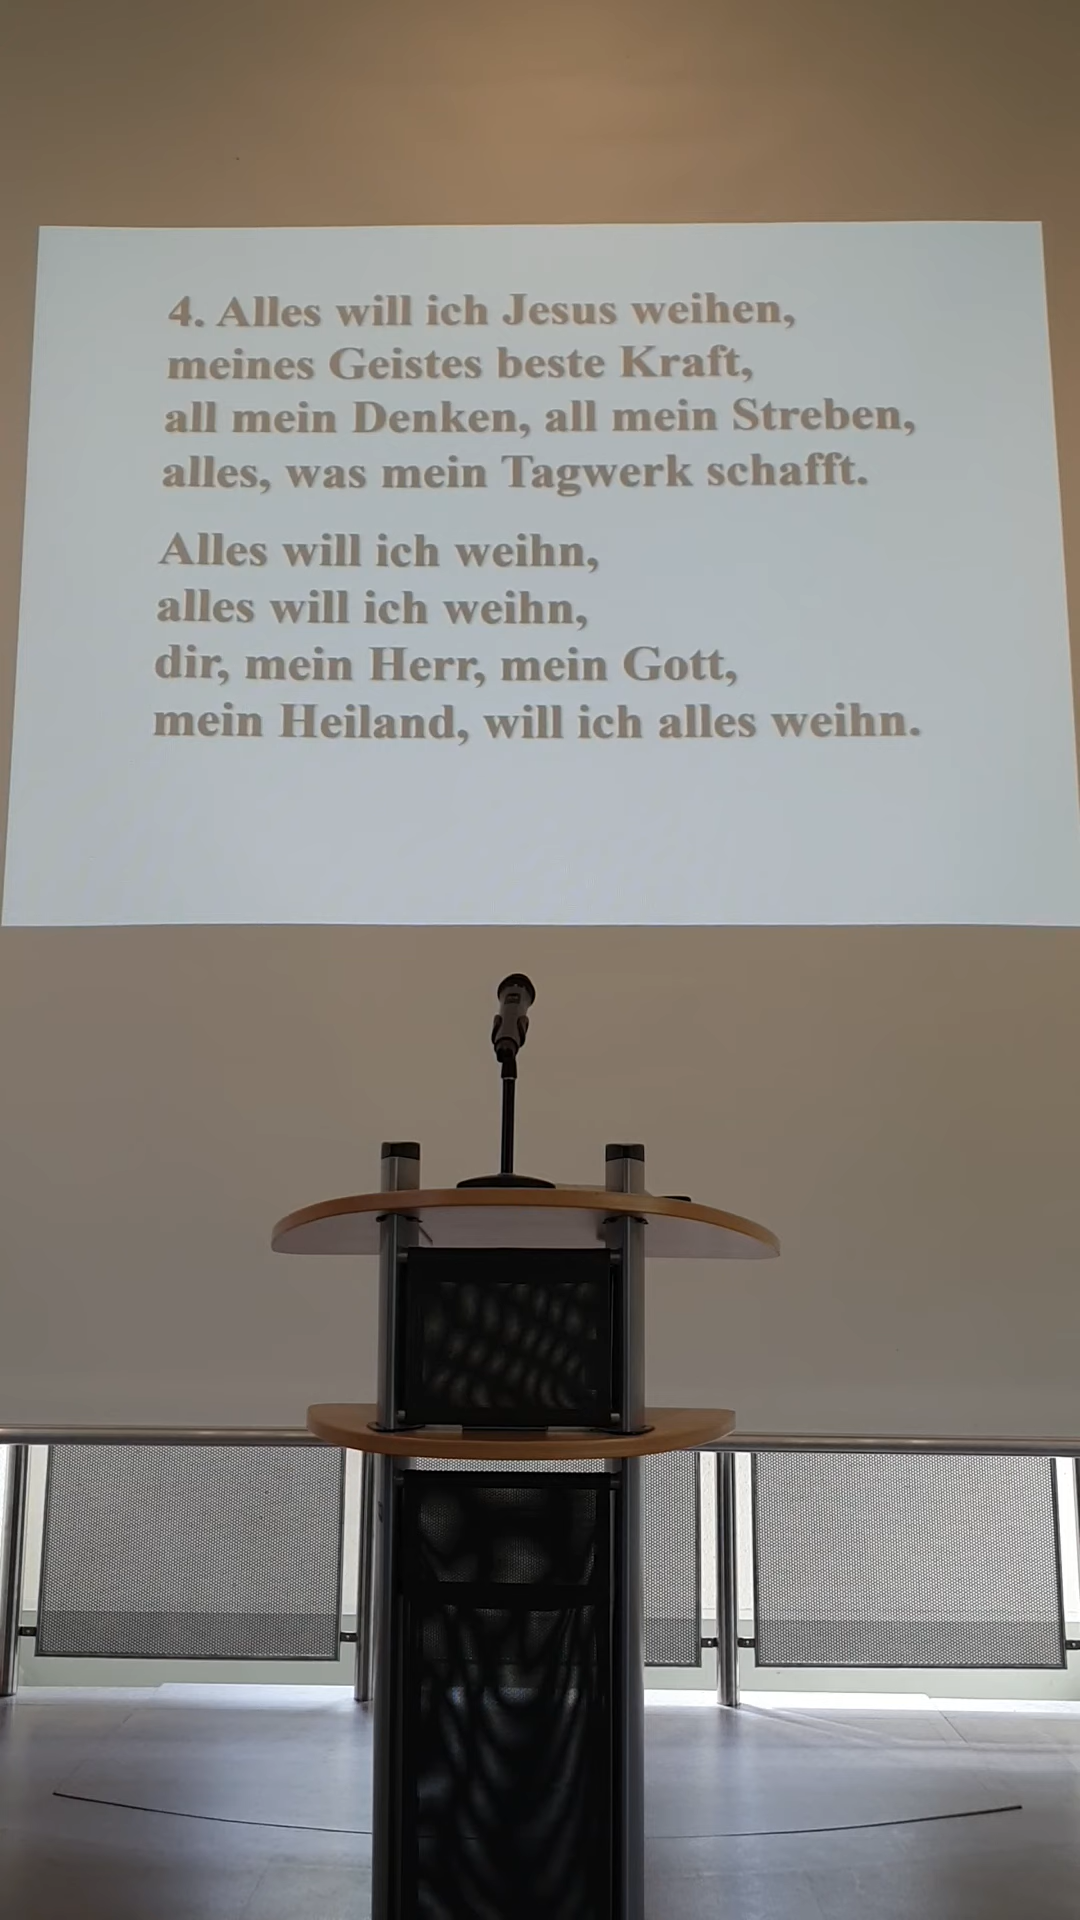 4. Alles will ich Jesus weihen,
meines Geistes beste Kraft,
all mein Denken, all mein Streben,
alles, was mein Tagwerk schafft.
Alles will ich weihn,
alles will ich weihn,
dir, mein Herr, mein Gott,
mein Heiland, will ich alles weihn.